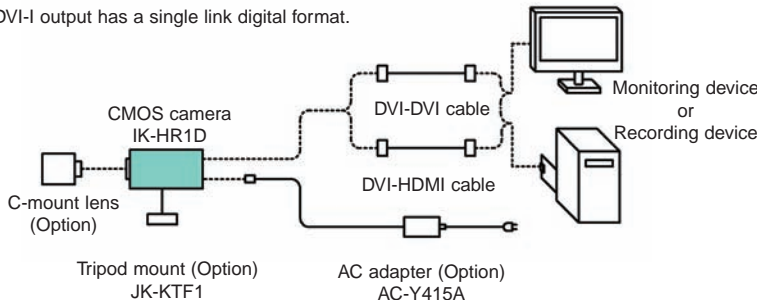 DVI-I output has a single link digital format.
CMOS camera
IK-HR1D
DVI-DVI cable
Monitoring device
or
Recording device
C-mount lens
(Option)
DVI-HDMI cable
Tripod mount (Option)
JK-KTF1
AC adapter (Option)
AC-Y415A